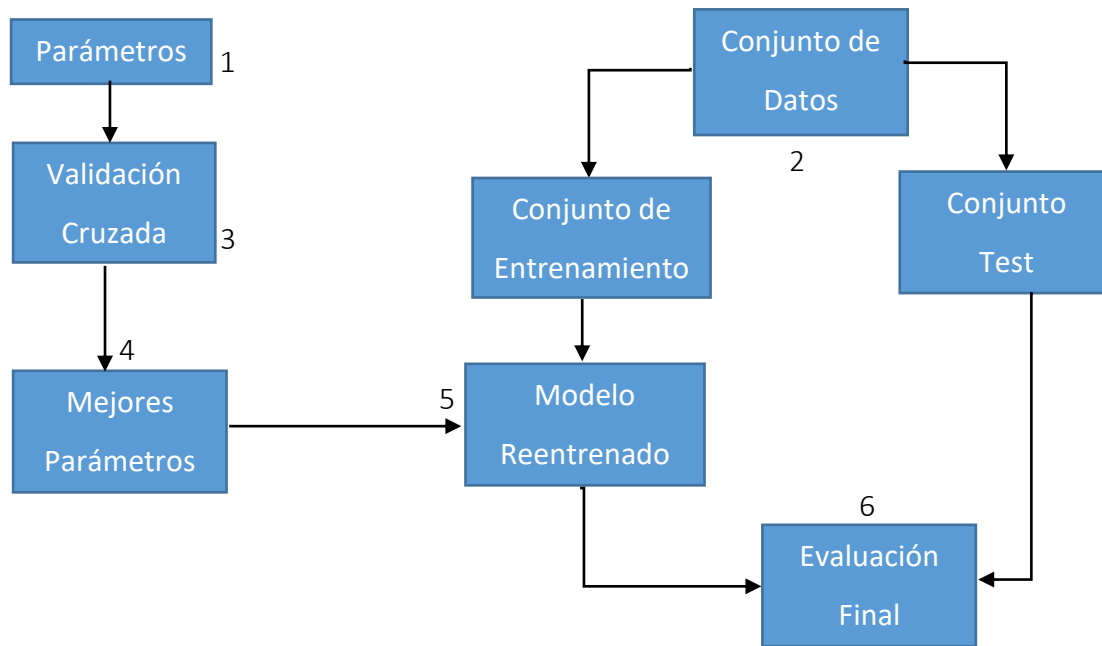 Parámetros
1
Conjunto de
Datos
2
Validación
Cruzada
3
Conjunto de
Entrenamiento
Conjunto
Test
4
Mejores
Parámetros
5
Modelo
Reentrenado
6
Evaluación
Final